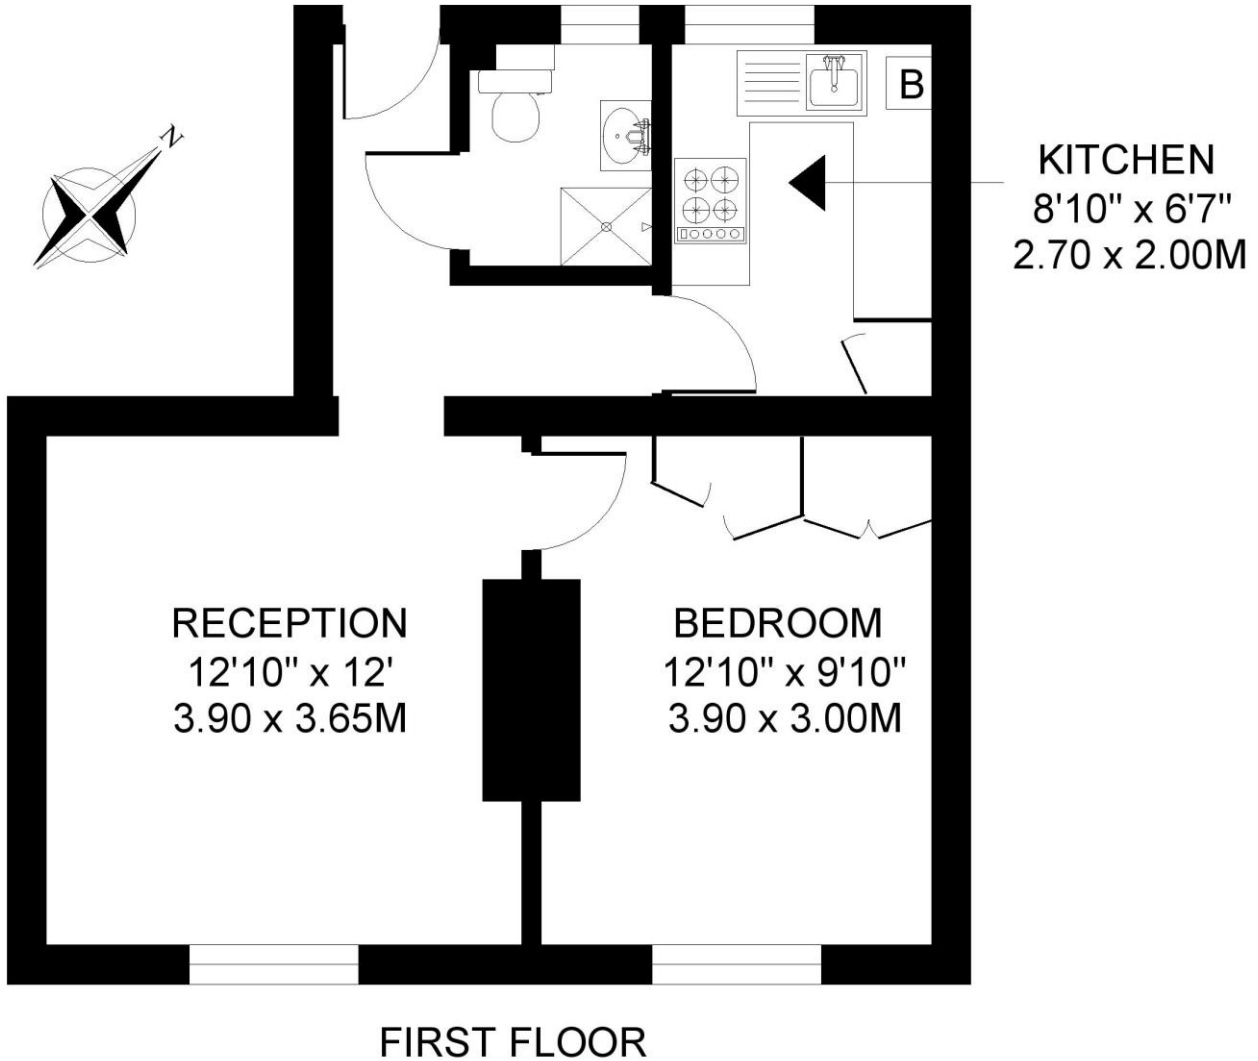 B
N
KITCHEN
8'10" x 6'7"
2.70 x 2.00M
RECEPTION
12'10" x 12'
3.90 x 3.65M
BEDROOM
12'10" x 9'10"
3.90 x 3.00M
FIRST FLOOR